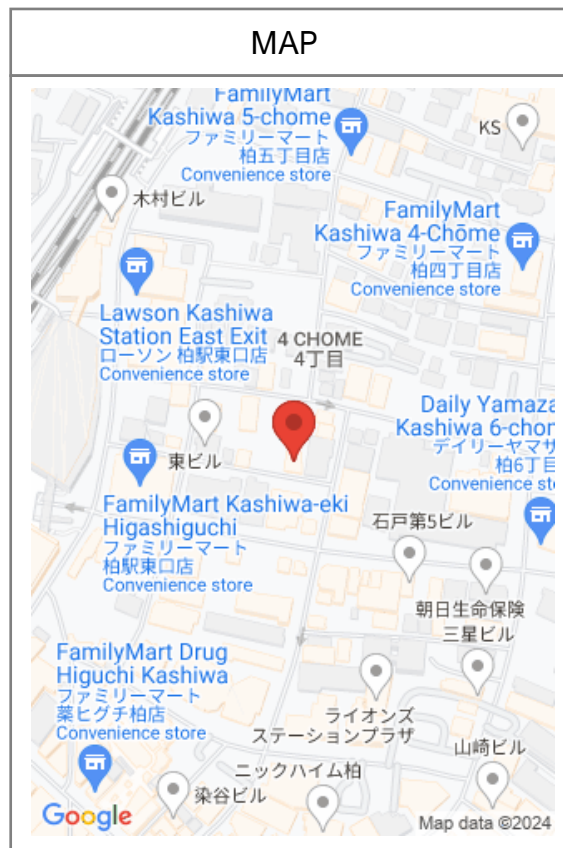 MAP
FamilyMart
Kashiwa 5-chome
ファミリーマート
柏五丁目店
Convenience store
KS
木村ビル
FamilyMart
Kashiwa 4-Chōme
ファミリーマート
柏四丁目店
Convenience store
Lawson Kashiwa
Station East Exit
ローソン 柏駅東口店
Convenience store
4 CHOME
4丁目
Daily Yamaza
Kashiwa 6-chom
デイリーヤマザ
柏6丁目
Convenience st
東ビル
FamilyMart Kashiwa-eki
Higashiguchi
ファミリーマート
柏駅東口店
Convenience store
石戸第5ビル
朝日生命保険
三星ビル
FamilyMart Drug
Higuchi Kashiwa
ファミリーマート
薬ヒグチ柏店
Convenience store
ライオンズ
ステーションプラザ
山崎ビル
ニックハイム柏
染谷ビル
Google
Map data ©2024